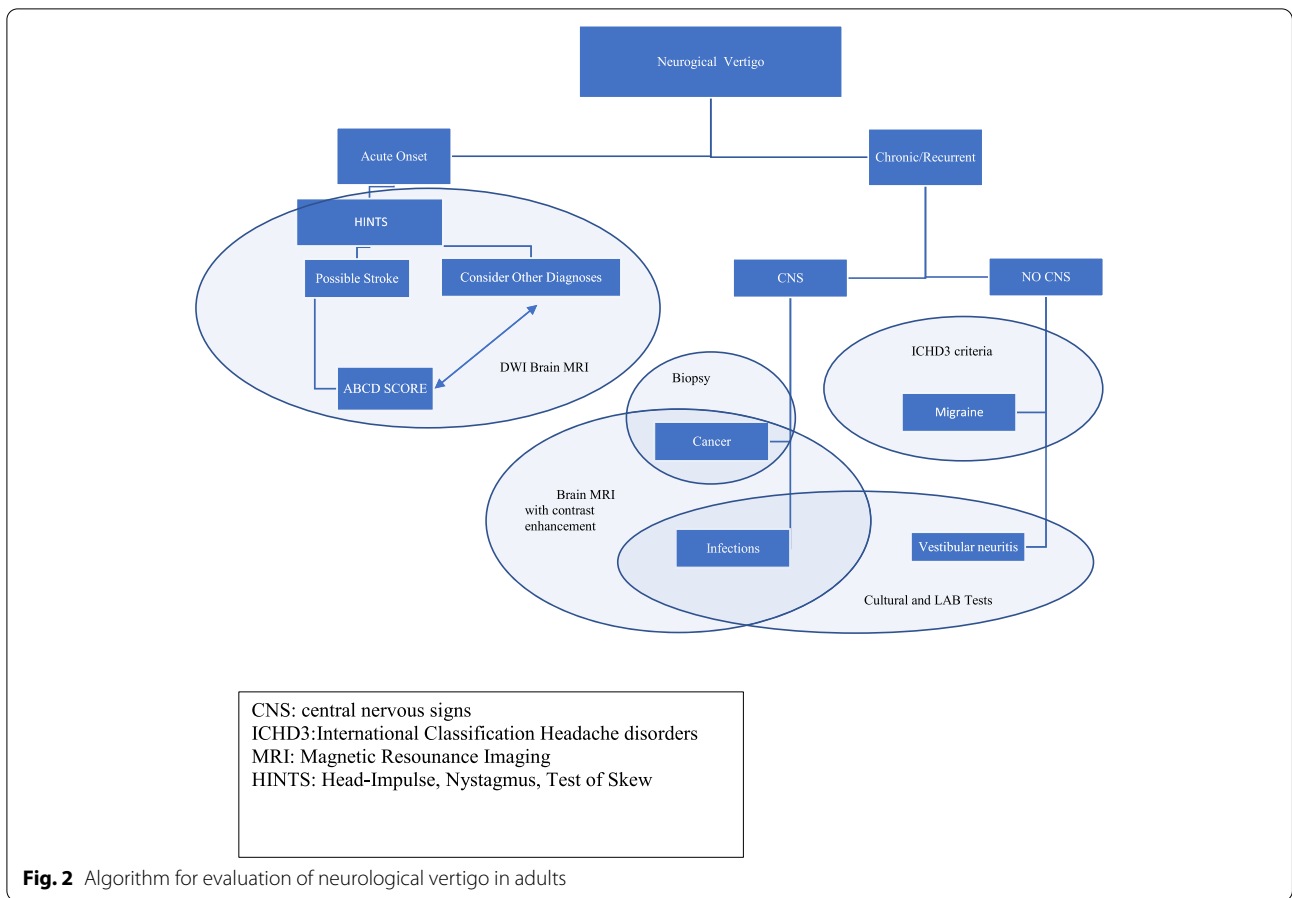 Neurogical Vertigo
Acute Onset
Chronic/Recurrent
HINTS
Possible Stroke
Consider Other Diagnoses
CNS
NO CNS
DWI Brain MRI
ABCD SCORE
ICHD3 criteria
Biopsy
Migraine
Cancer
Brain MRI
with contrast
enhancement
Infections
Vestibular neuritis
Cultural and LAB Tests
CNS: central nervous signs
ICHD3:International Classification Headache disorders
MRI: Magnetic Resounance Imaging
HINTS: Head-Impulse, Nystagmus, Test of Skew
Fig. 2 Algorithm for evaluation of neurological vertigo in adults